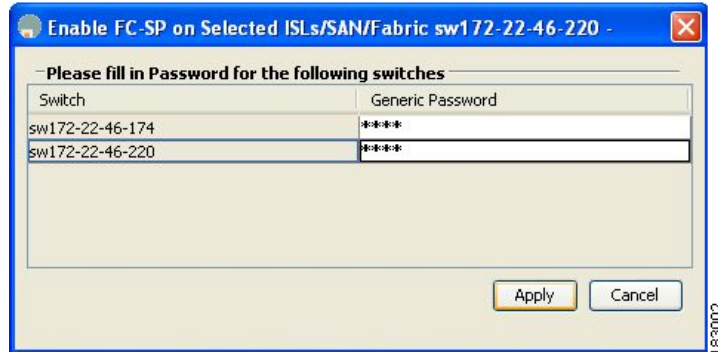 Enable FC-SP on Selected ISLs/SAN/Fabric sw172-22-46-220 -
Please fill in Password for the following switches
Switch Generic Password
sw172-22-46-174 ****
sw172-22-46-220 ****
Apply Cancel